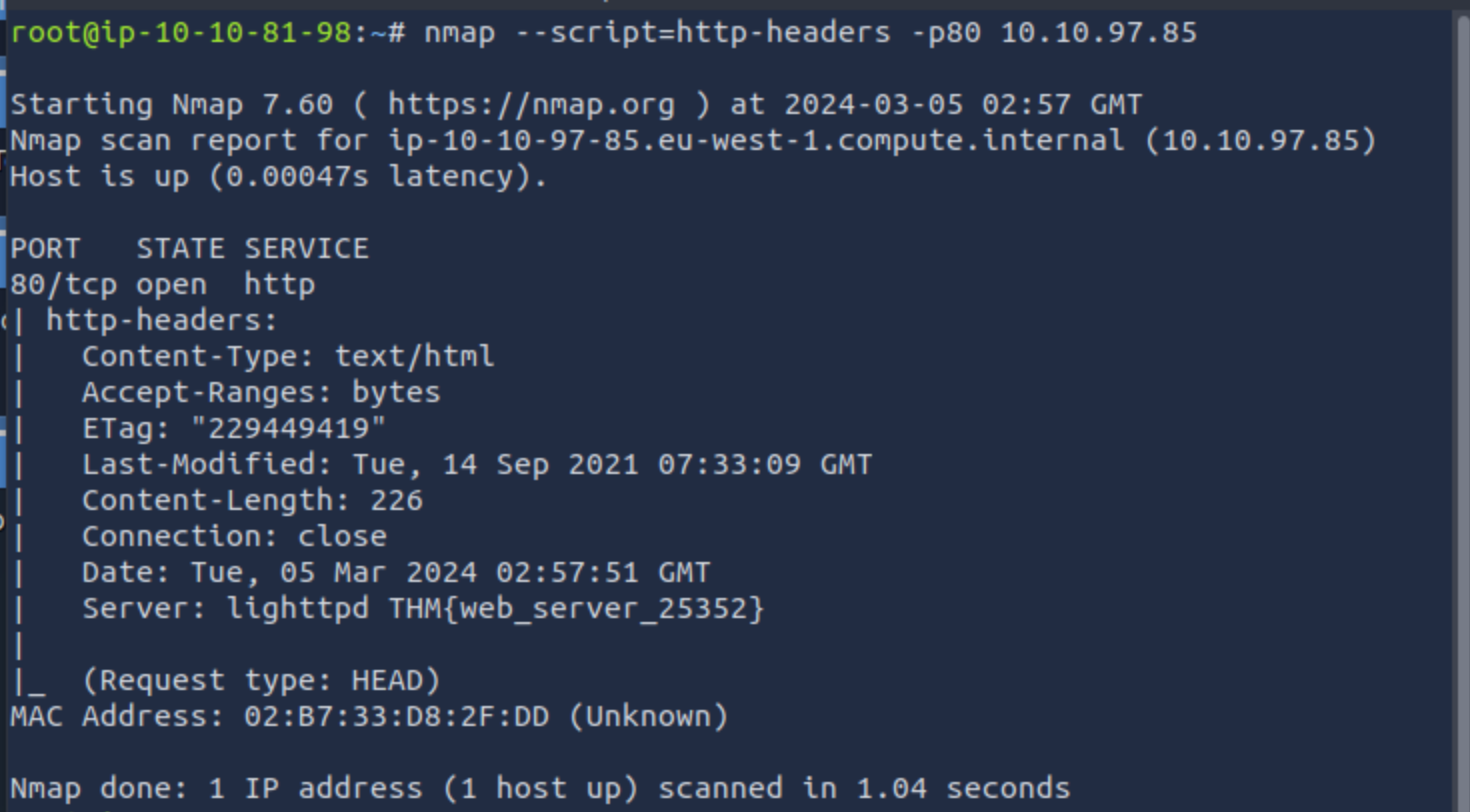 root@ip-10-10-81-98:~# nmap --script=http-headers -p80 10.10.97.85
Starting Nmap 7.60 ( https://nmap.org ) at 2024-03-05 02:57 GMT
Nmap scan report for ip-10-10-97-85.eu-west-1.compute.internal (10.10.97.85)
Host is up (0.00047s latency).
PORT   STATE SERVICE
80/tcp open  http
| http-headers:
|   Content-Type: text/html
|   Accept-Ranges: bytes
|   ETag: "229449419"
|   Last-Modified: Tue, 14 Sep 2021 07:33:09 GMT
|   Content-Length: 226
|   Connection: close
|   Date: Tue, 05 Mar 2024 02:57:51 GMT
|   Server: lighttpd THM{web_server_25352}
|
|_  (Request type: HEAD)
MAC Address: 02:B7:33:D8:2F:DD (Unknown)
Nmap done: 1 IP address (1 host up) scanned in 1.04 seconds